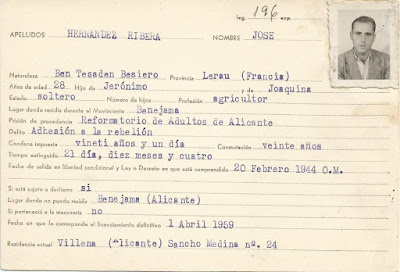 leg. 196 exp.
APELLIDOS HERNANDEZ RIBERA NOMBRE JOSE
Naturaleza Ben Tesaden Besiero Provincia Lerau (Francia)
Años de edad 28 Hijo de Jerónimo y de Joaquina
Estado soltero Número de hijos Profesión agricultor
Lugar donde residía durante el Movimiento Benejama
Prisión de procedencia Reformatorio de Adultos de Alicante
Delito Adhesión a la rebelión
Condena impuesta vineti años y un día Conmutación veinte años
Tiempo extinguido 21 día, diez meses y cuatro
Fecha de salida en libertad condicional y Ley o Decreto en que está comprendido 20 Febrero 1944 O.M.
Si está sujeto a destierro si
Lugar donde no puede residir Benejama (Alicante)
Si perteneció a la masonería no
Fecha en que le corresponde el licenciamiento definitivo 1 Abril 1959
Residencia actual Villena (Alicante) Sancho Medina nº. 24